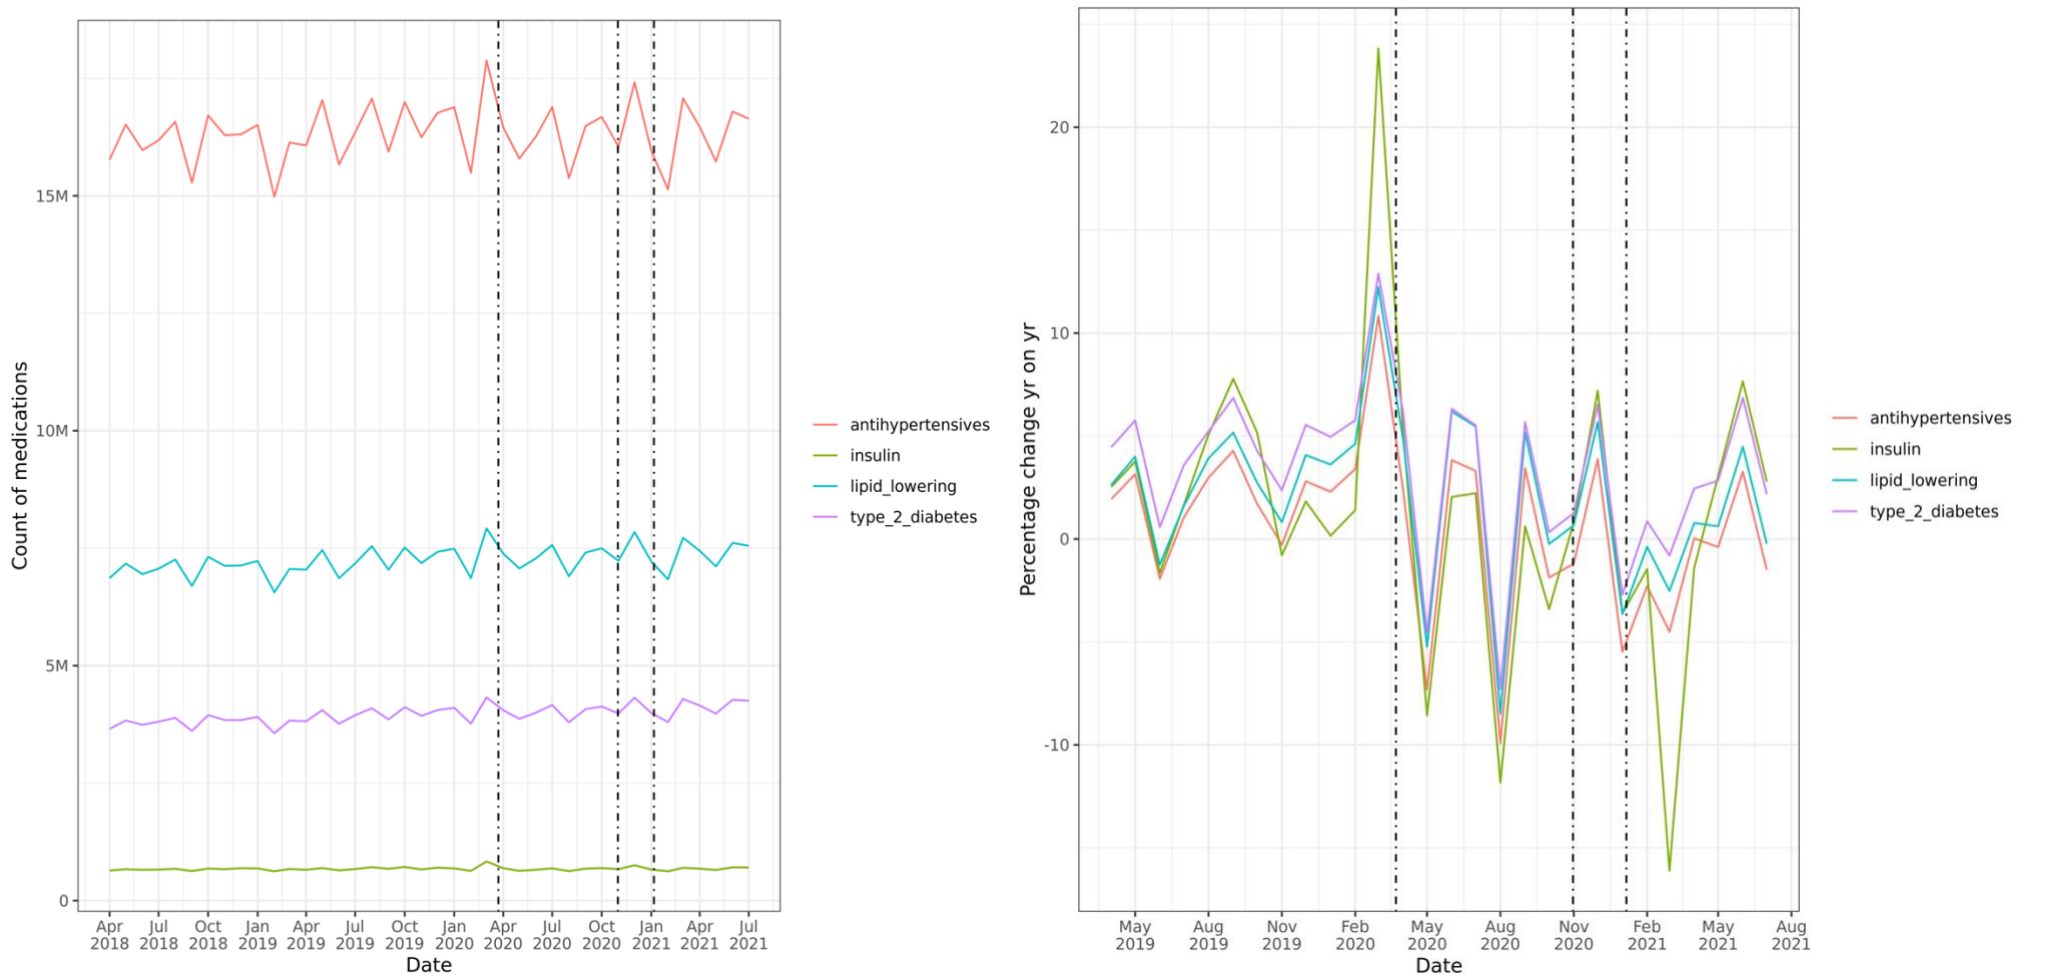 Count of medications
15M
10M
5M
0
Apr Jul Oct Jan Apr Jul Oct Jan Apr Jul Oct Jan Apr Jul
2018 2018 2018 2019 2019 2019 2019 2020 2020 2020 2020 2021 2021 2021
Date
antihypertensives
insulin
lipid_lowering
type_2_diabetes
Percentage change yr on yr
20
10
0
-10
May Aug Nov Feb May Aug Nov Feb May Aug
2019 2019 2019 2020 2020 2020 2020 2021 2021 2021
Date
antihypertensives
insulin
lipid_lowering
type_2_diabetes